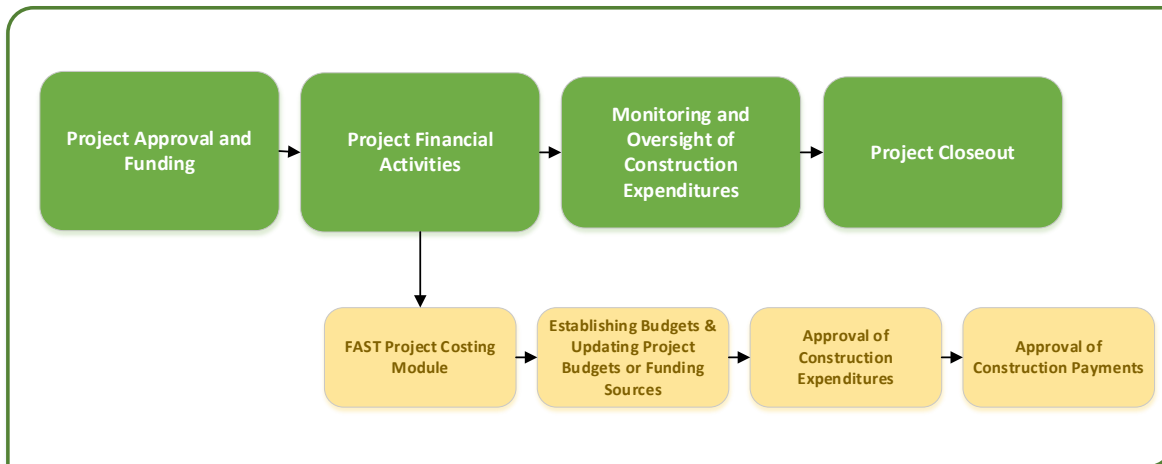 Project Approval and
Funding
Project Financial
Activities
Monitoring and
Oversight of
Construction
Expenditures
Project Closeout
FAST Project Costing
Module
Establishing Budgets &
Updating Project
Budgets or Funding
Sources
Approval of
Construction
Expenditures
Approval of
Construction Payments